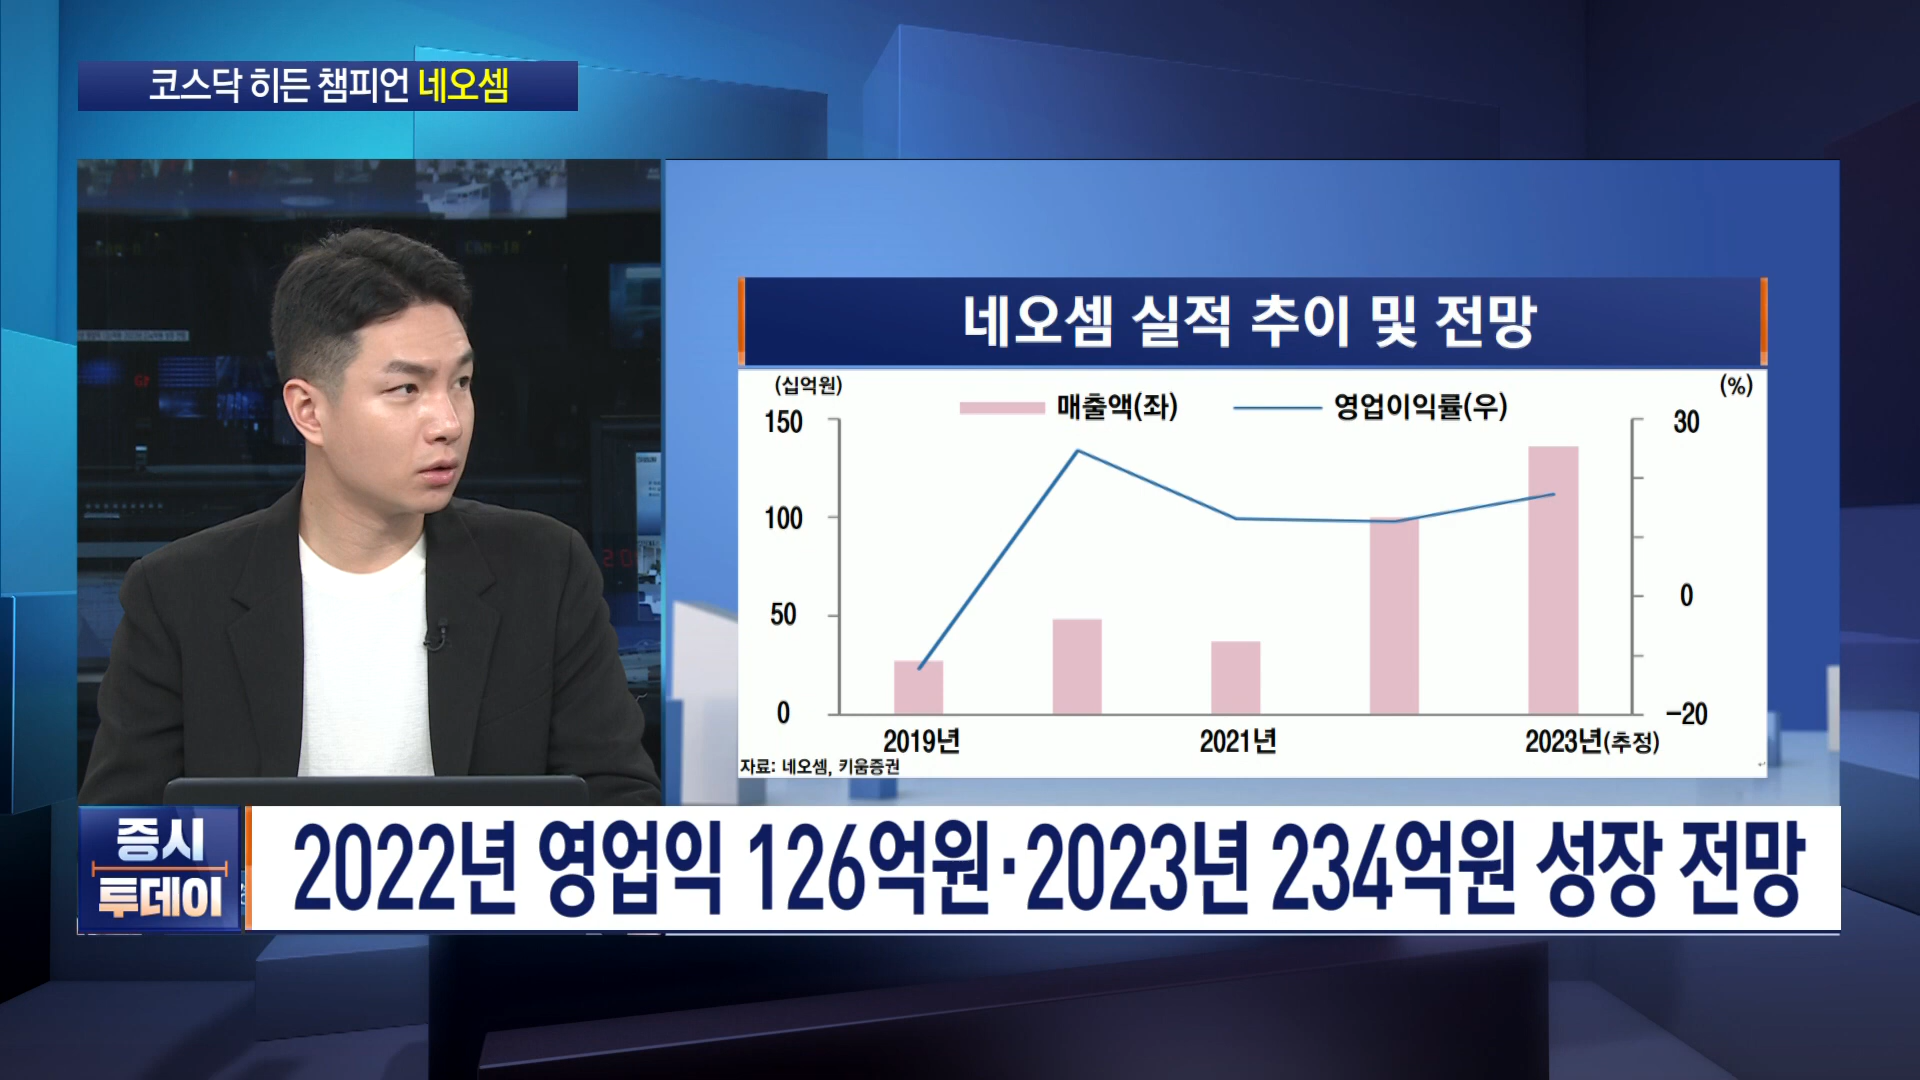 코스닥 히든 챔피언 네오셈
네오셈 실적 추이 및 전망
(십억원)
(%)
매출액(좌)
영업이익률(우)
150
100
50
0
30
0
-20
2019년
2021년
2023년(추정)
자료: 네오셈, 키움증권
증시
투데이
2022년 영업익 126억원·2023년 234억원 성장 전망